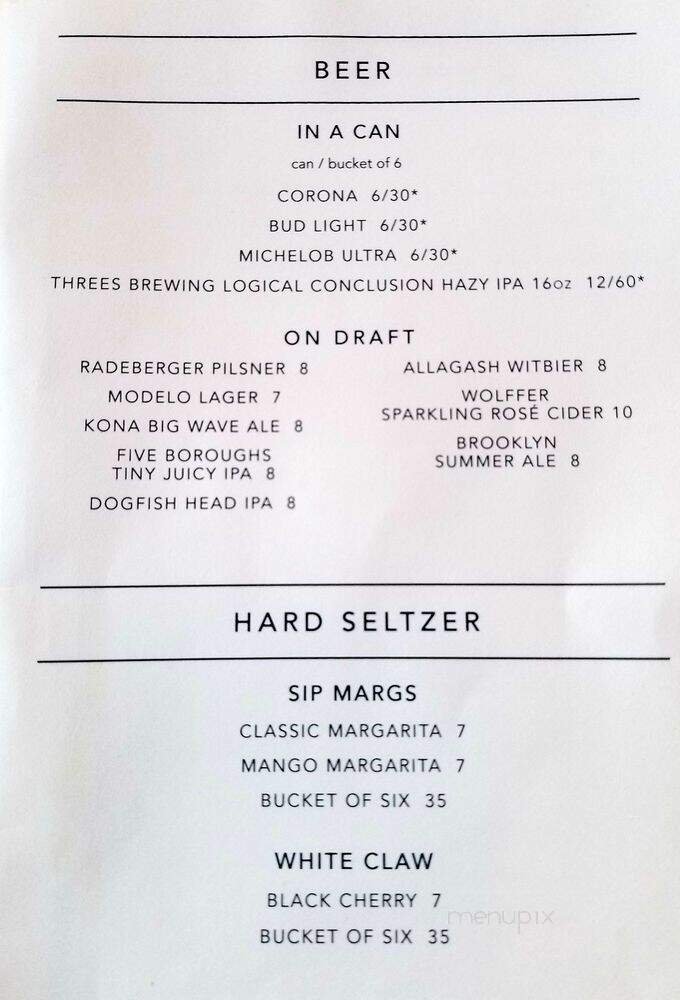 BEER
IN A CAN
can / bucket of 6
CORONA 6/30*
BUD LIGHT 6/30*
MICHELOB ULTRA 6/30*
THREES BREWING LOGICAL CONCLUSION HAZY IPA 16oz 12/60*
ON DRAFT
RADEBERGER PILSNER 8
MODELO LAGER 7
KONA BIG WAVE ALE 8
FIVE BOROUGHS
TINY JUICY IPA 8
DOGFISH HEAD IPA 8
ALLAGASH WITBIER 8
WOLFFER
SPARKLING ROSÉ CIDER 10
BROOKLYN
SUMMER ALE 8
HARD SELTZER
SIP MARGS
CLASSIC MARGARITA 7
MANGO MARGARITA 7
BUCKET OF SIX 35
WHITE CLAW
BLACK CHERRY 7
BUCKET OF SIX 35
menupix